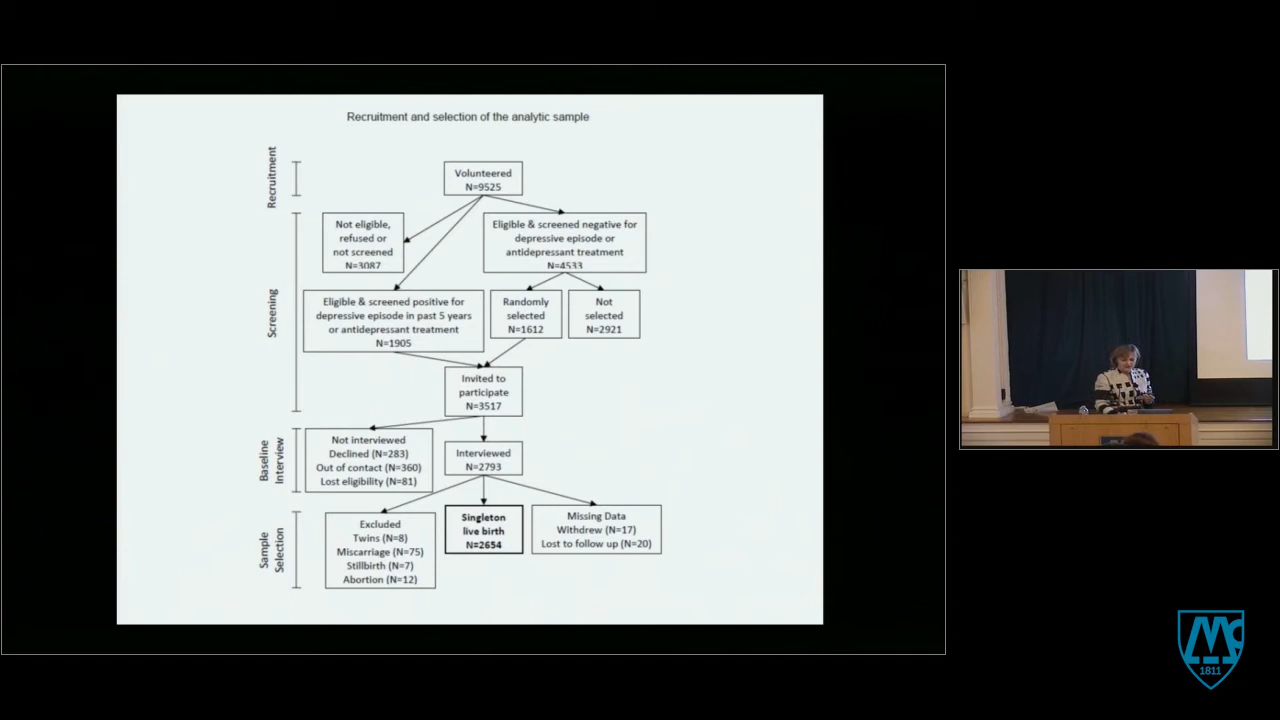 Recruitment and selection of the analytic sample
Recruitment
Volunteered
N=9525
Screening
Not eligible,
refused or
not screened
N=3087
Eligible & screened negative for
depressive episode or
antidepressant treatment
N=4533
Eligible & screened positive for
depressive episode in past 5 years
or antidepressant treatment
N=1905
Randomly
selected
N=1612
Not
selected
N=2921
Invited to
participate
N=3517
Baseline
Interview
Not interviewed
Declined (N=283)
Out of contact (N=360)
Lost eligibility (N=81)
Interviewed
N=2793
Sample
Selection
Excluded
Twins (N=8)
Miscarriage (N=75)
Stillbirth (N=7)
Abortion (N=12)
Singleton
live birth
N=2654
Missing Data
Withdrew (N=17)
Lost to follow up (N=20)
1811